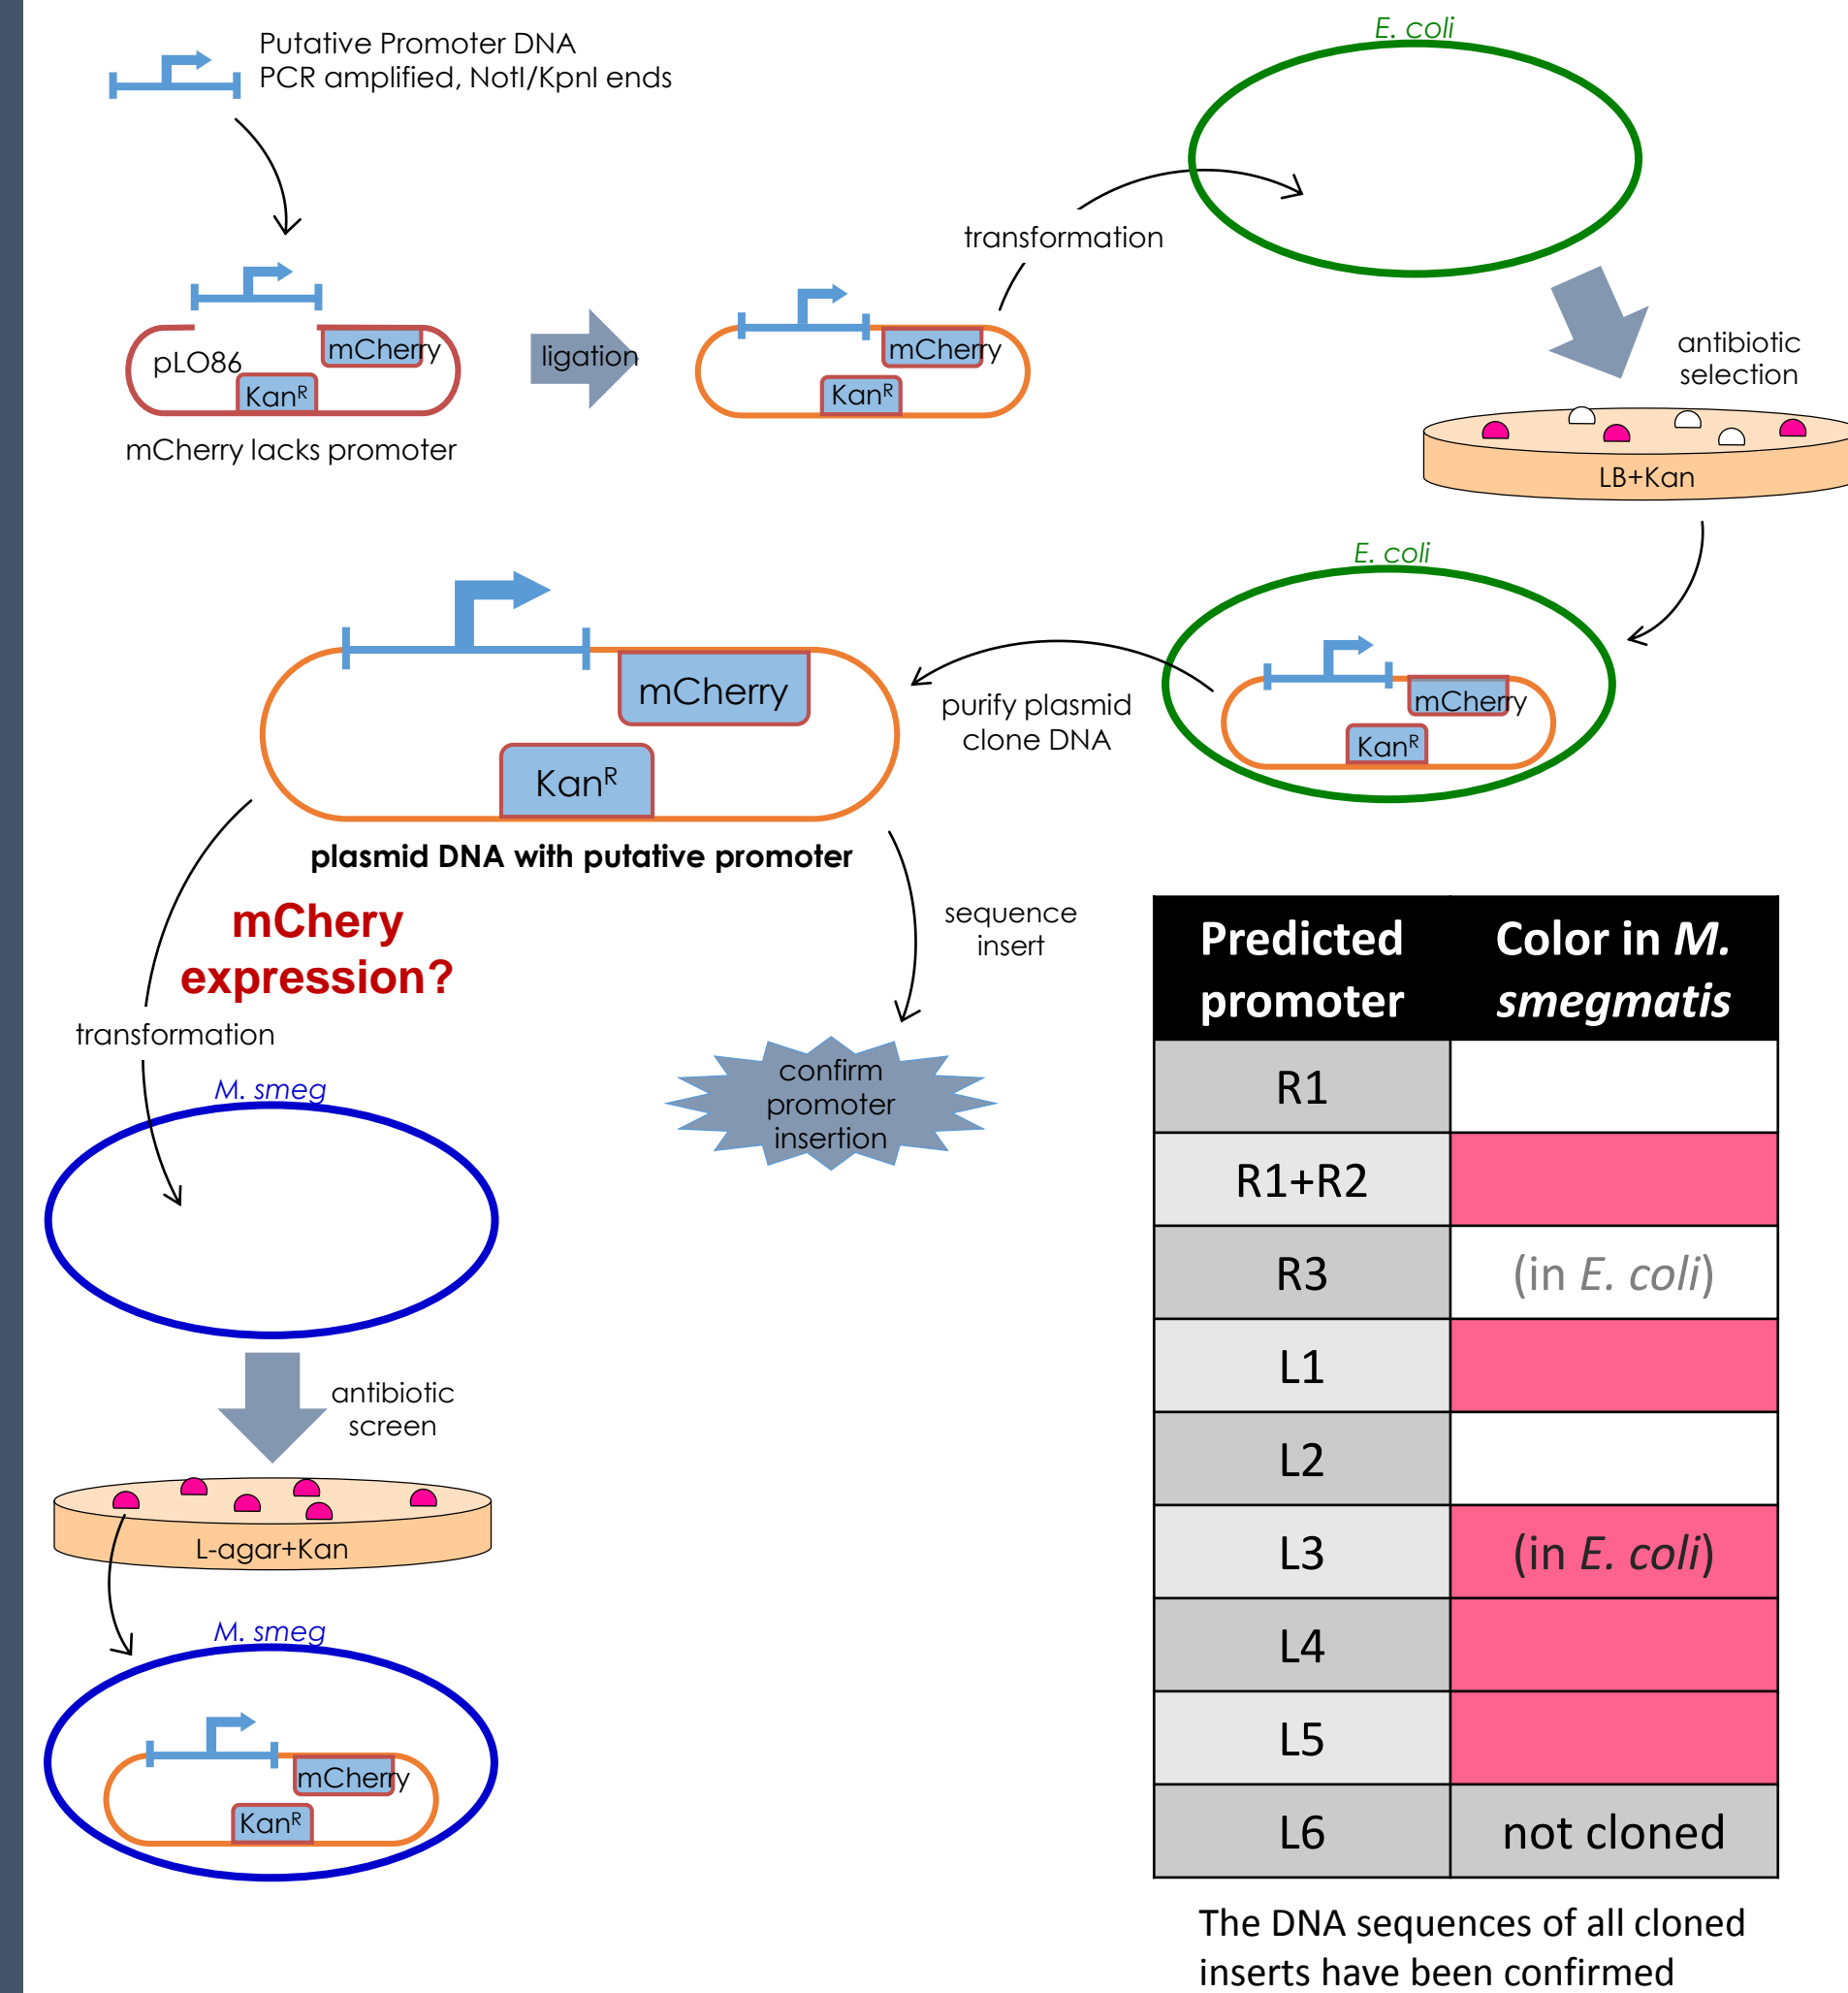 Putative Promoter DNA
PCR amplified, NotI/KpnI ends
E. coli
transformation
pLO86
mCherry
Kanᴿ
mCherry lacks promoter
ligation
mCherry
Kanᴿ
antibiotic
selection
LB+Kan
E. coli
mCherry
Kanᴿ
purify plasmid
clone DNA
mCherry
Kanᴿ
plasmid DNA with putative promoter
mChery
expression?
transformation
sequence
insert
confirm
promoter
insertion
M. smeg
antibiotic
screen
L-agar+Kan
M. smeg
mCherry
Kanᴿ
Predicted promoter Color in M. smegmatis
R1
R1+R2
R3 (in E. coli)
L1
L2
L3 (in E. coli)
L4
L5
L6 not cloned
The DNA sequences of all cloned
inserts have been confirmed